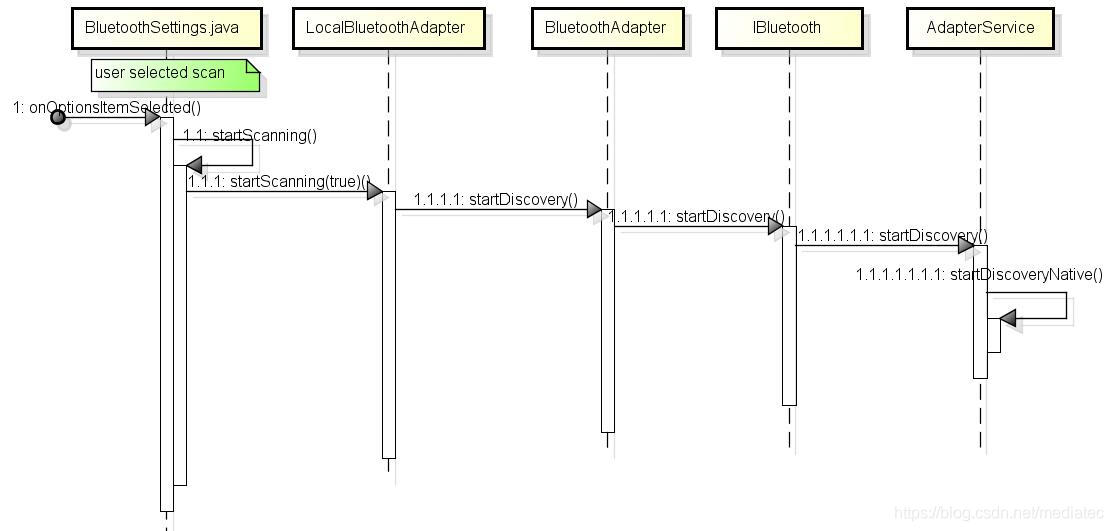 BluetoothSettings.java
LocalBluetoothAdapter
BluetoothAdapter
IBluetooth
AdapterService
user selected scan
1: onOptionsItemSelected()
1.1: startScanning()
1.1.1: startScanning(true)()
1.1.1.1: startDiscovery()
1.1.1.1.1: startDiscovery()
1.1.1.1.1.1: startDiscovery()
1.1.1.1.1.1.1: startDiscoveryNative()
https://blog.csdn.net/mediatec